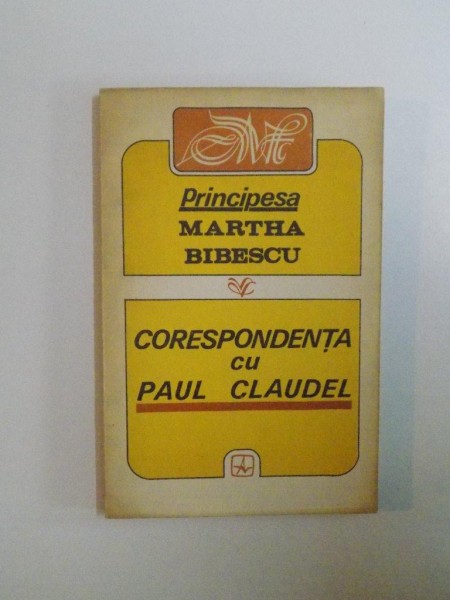 Principesa
MARTHA
BIBESCU
CORESPONDENȚA
cu
PAUL CLAUDEL